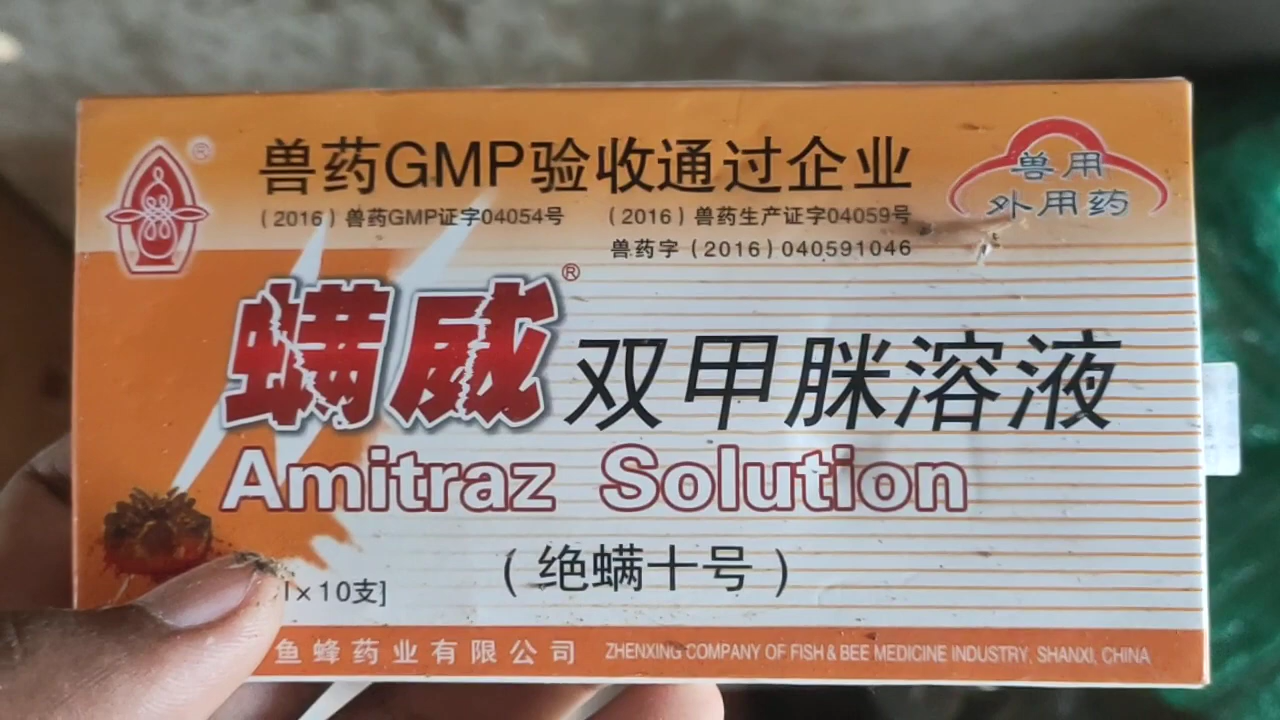 兽药GMP验收通过企业
(2016)兽药GMP证字04054号 (2016)兽药生产证字04059号
兽药字(2016)040591046
兽用
外用药
®
螨威®
双甲脒溶液
Amitraz Solution
(绝螨十号)
×10支]
鱼蜂药业有限公司 ZHENXING COMPANY OF FISH & BEE MEDICINE INDUSTRY, SHANXI, CHINA